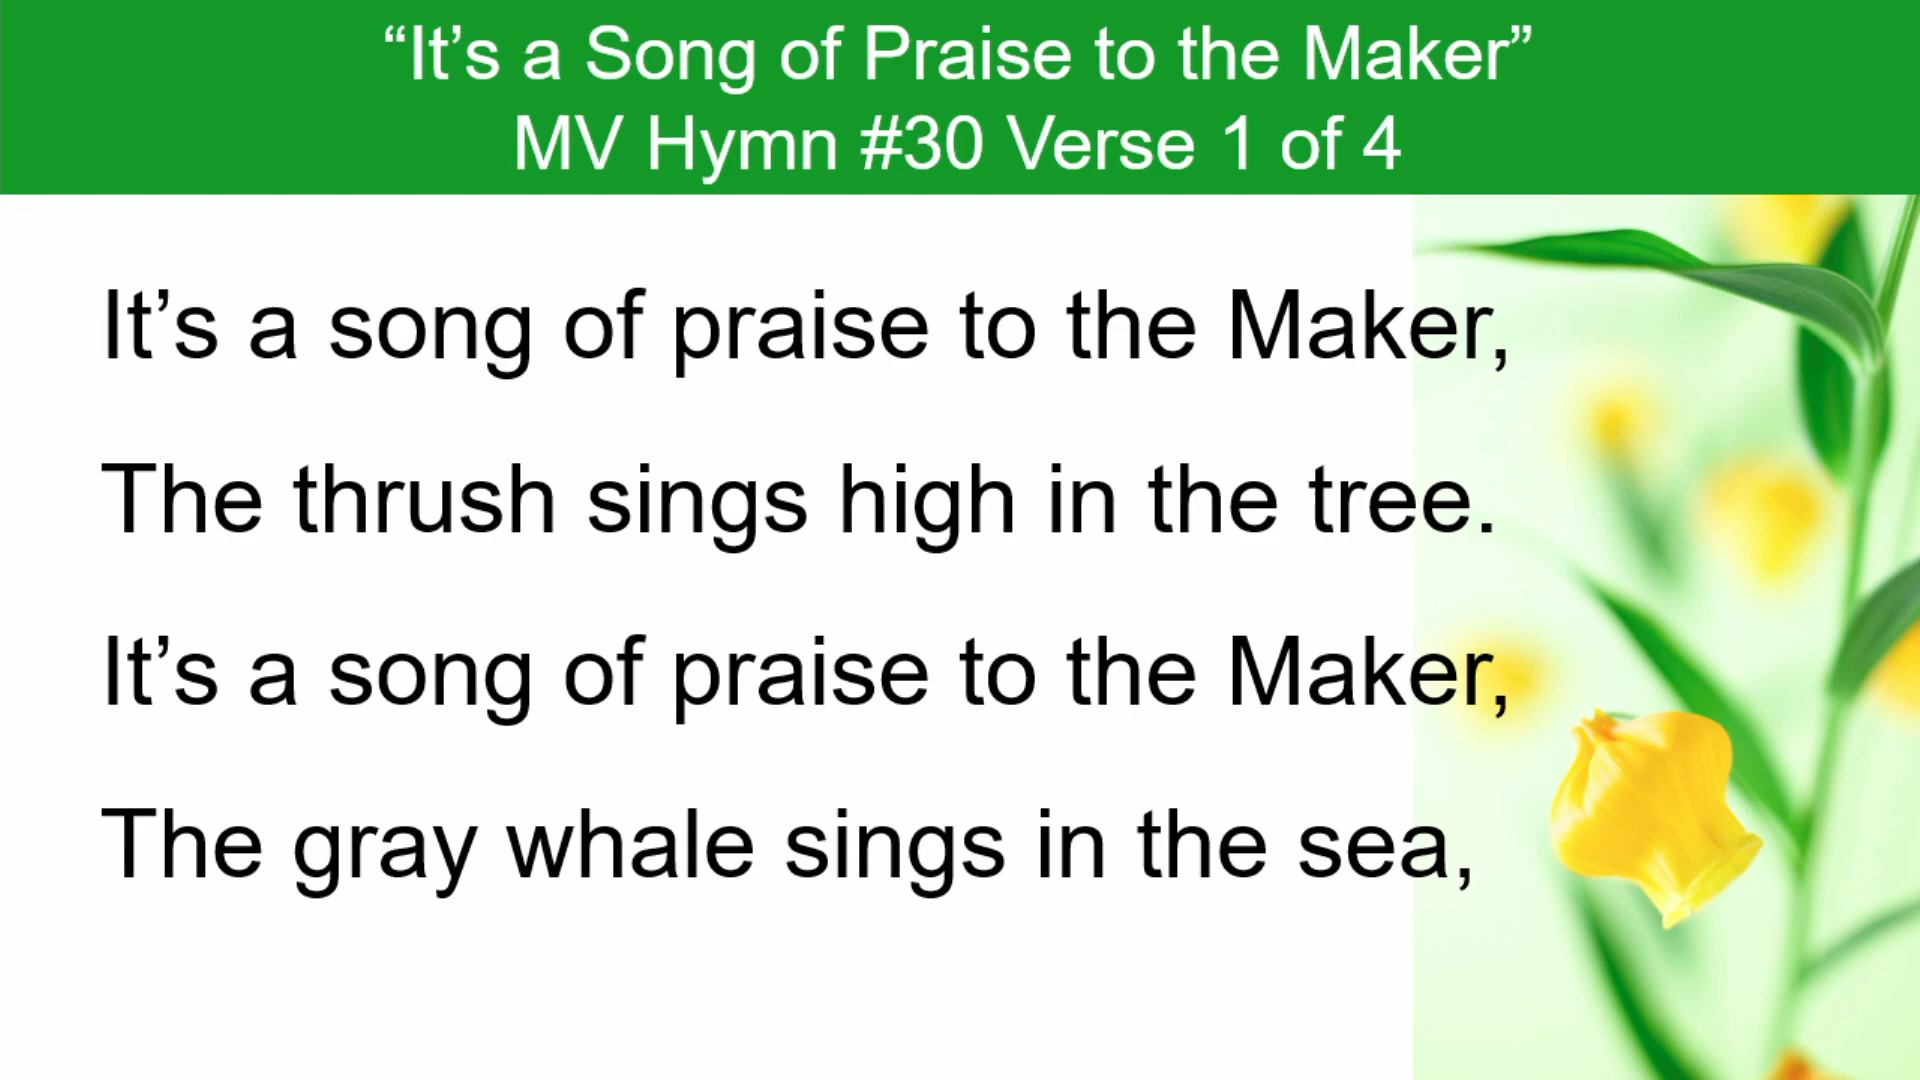 “It’s a Song of Praise to the Maker”
MV Hymn #30 Verse 1 of 4
It’s a song of praise to the Maker,
The thrush sings high in the tree.
It’s a song of praise to the Maker,
The gray whale sings in the sea,